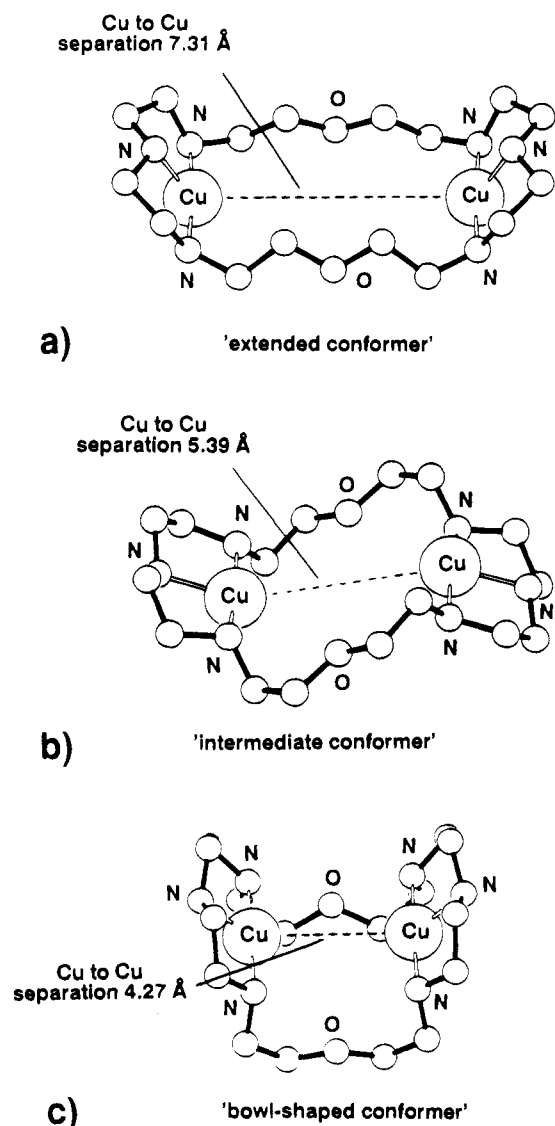 Cu to Cu
separation 7.31 Å
O
N
N
N
N
Cu
Cu
N
N
O
a)
'extended conformer'
Cu to Cu
separation 5.39 Å
O
N
N
N
Cu
Cu
N
N
N
O
b)
'intermediate conformer'
O
N
N
N
N
Cu
Cu
Cu to Cu
separation 4.27 Å
N
N
O
c)
'bowl-shaped conformer'